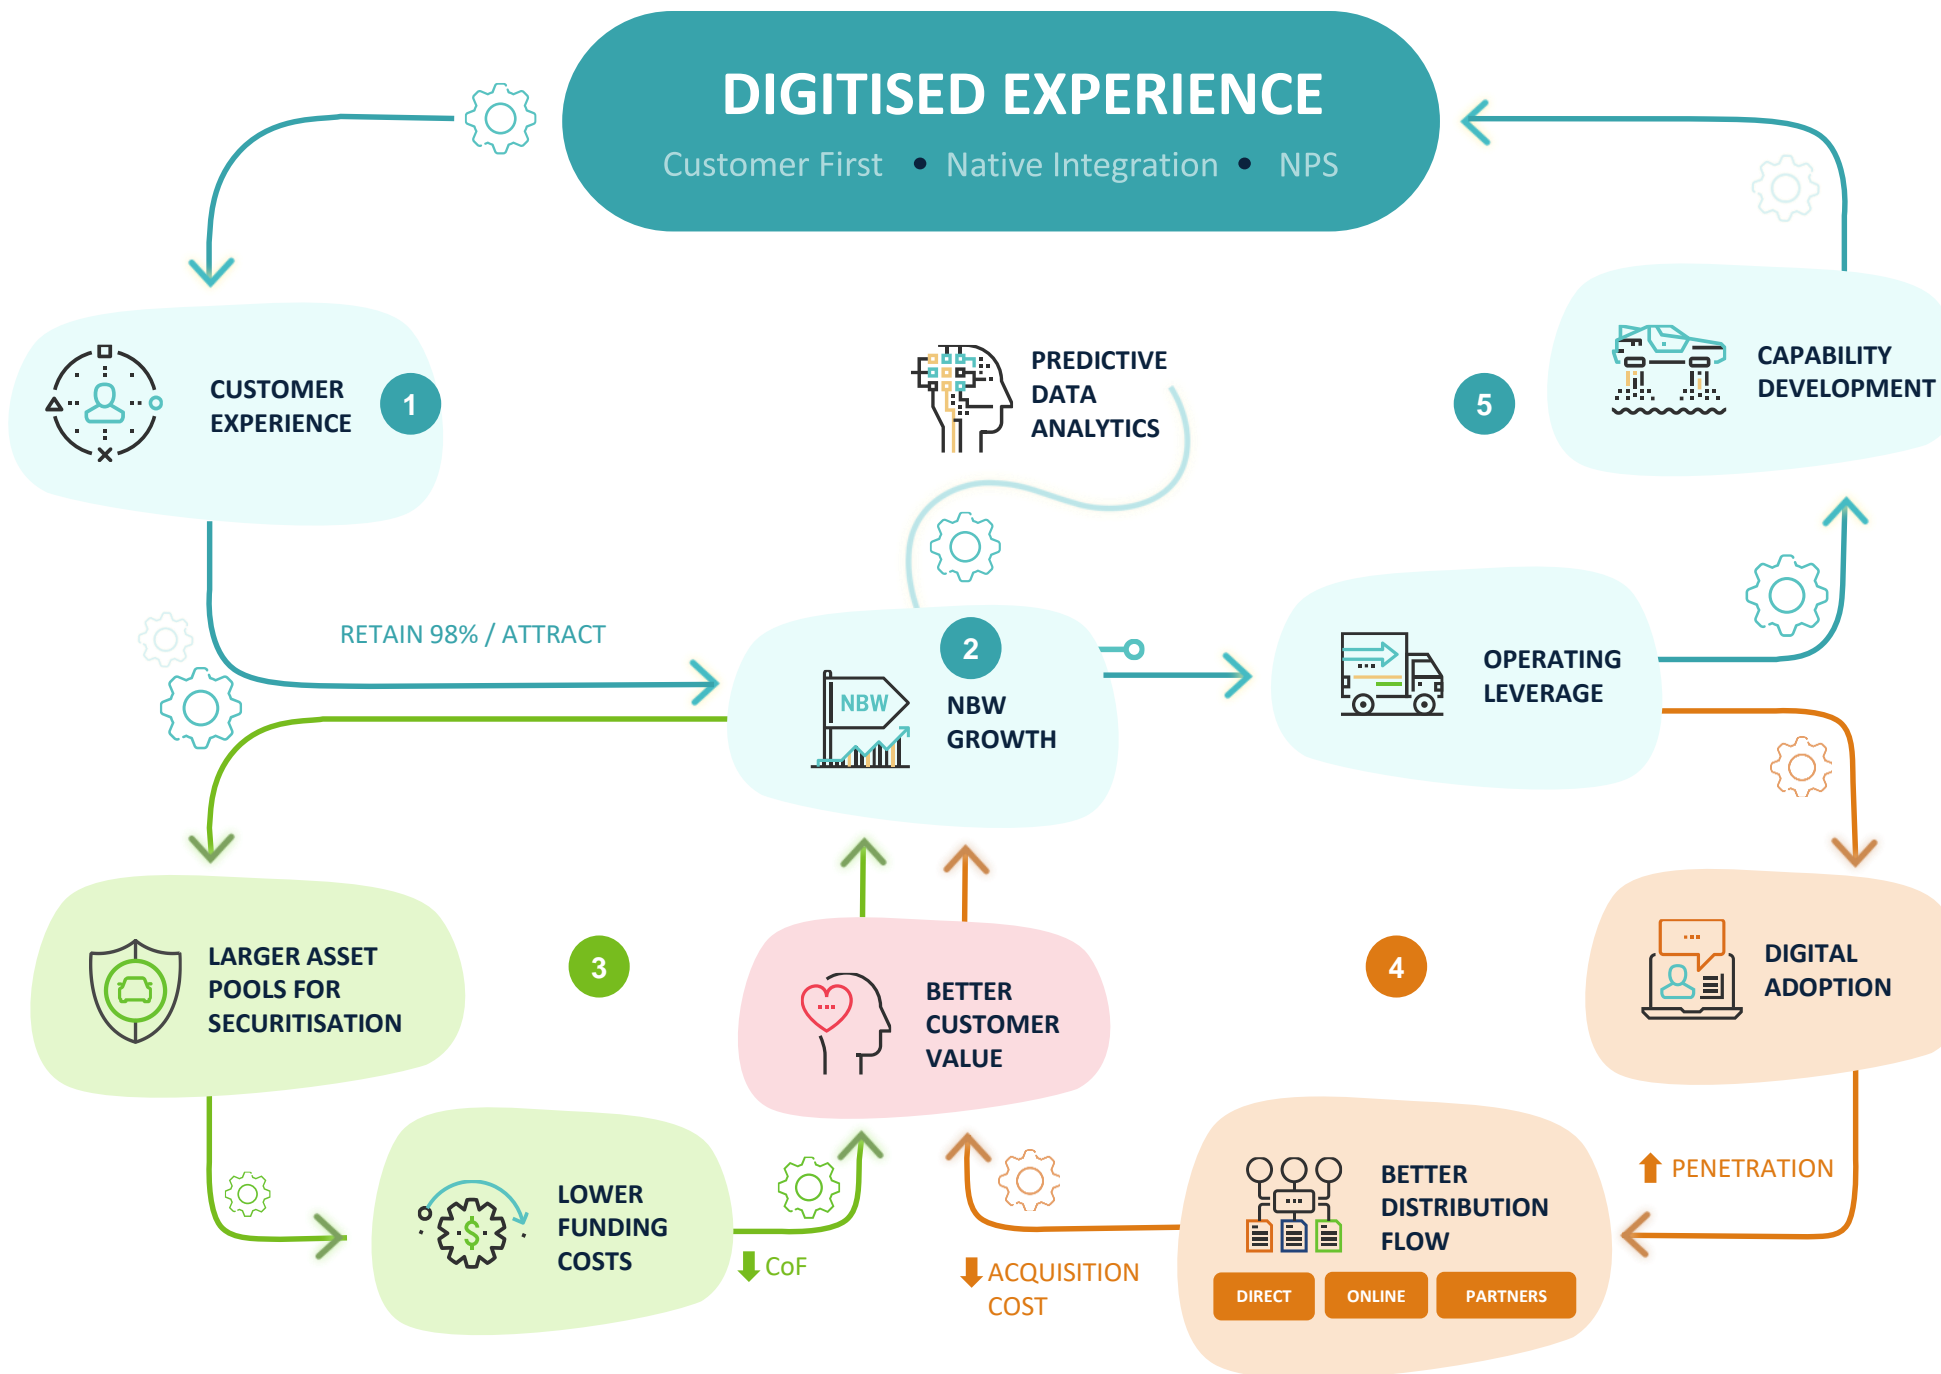 DIGITISED EXPERIENCE
Customer First • Native Integration • NPS
CUSTOMER
EXPERIENCE
1
PREDICTIVE
DATA
ANALYTICS
5
CAPABILITY
DEVELOPMENT
RETAIN 98% / ATTRACT
2
NBW
NBW
GROWTH
OPERATING
LEVERAGE
LARGER ASSET
POOLS FOR
SECURITISATION
3
BETTER
CUSTOMER
VALUE
4
DIGITAL
ADOPTION
LOWER
FUNDING
COSTS
$
CoF
ACQUISITION
COST
BETTER
DISTRIBUTION
FLOW
DIRECT
ONLINE
PARTNERS
PENETRATION